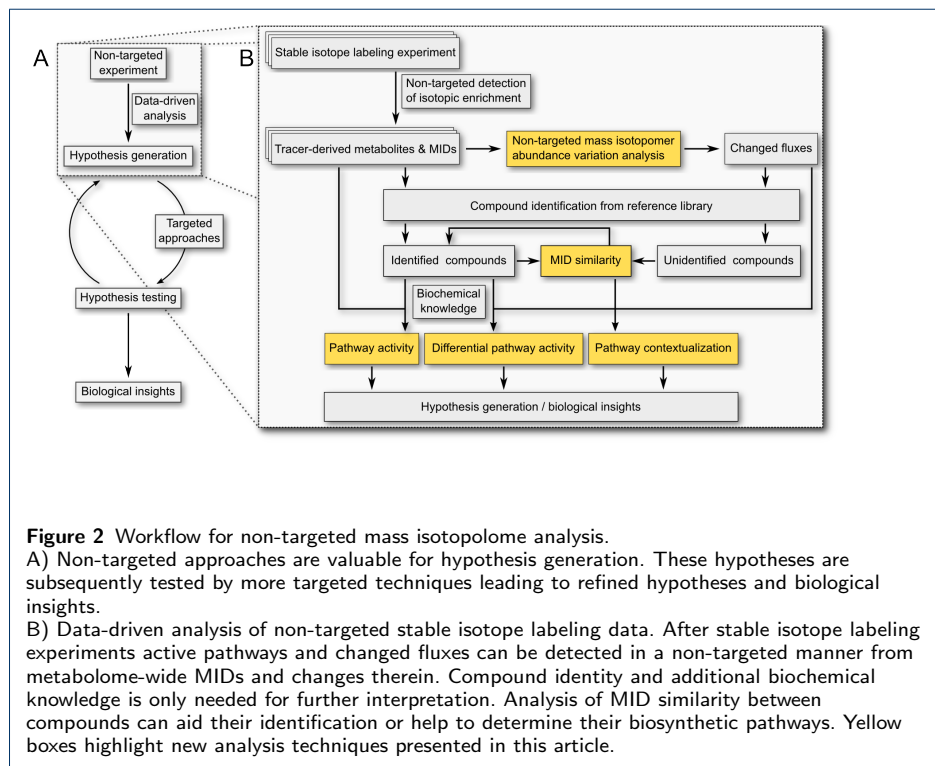 A
Non-targeted
experiment
Data-driven
analysis
Hypothesis generation
Targeted
approaches
Hypothesis testing
Biological insights
B
Stable isotope labeling experiment
Non-targeted detection
of isotopic enrichment
Tracer-derived metabolites & MIDs
Non-targeted mass isotopomer
abundance variation analysis
Changed fluxes
Compound identification from reference library
Identified compounds
MID similarity
Unidentified compounds
Biochemical
knowledge
Pathway activity
Differential pathway activity
Pathway contextualization
Hypothesis generation / biological insights
Figure 2 Workflow for non-targeted mass isotopolome analysis.
A) Non-targeted approaches are valuable for hypothesis generation. These hypotheses are
subsequently tested by more targeted techniques leading to refined hypotheses and biological
insights.
B) Data-driven analysis of non-targeted stable isotope labeling data. After stable isotope labeling
experiments active pathways and changed fluxes can be detected in a non-targeted manner from
metabolome-wide MIDs and changes therein. Compound identity and additional biochemical
knowledge is only needed for further interpretation. Analysis of MID similarity between
compounds can aid their identification or help to determine their biosynthetic pathways. Yellow
boxes highlight new analysis techniques presented in this article.